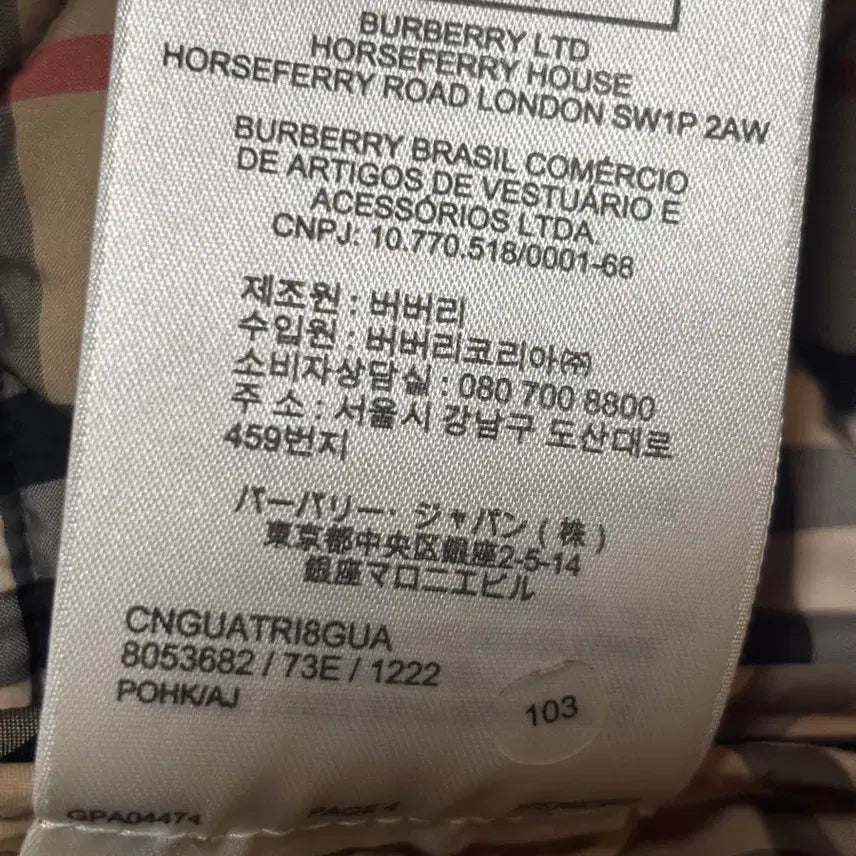 BURBERRY LTD
HORSEFERRY HOUSE
HORSEFERRY ROAD LONDON SW1P 2AW
BURBERRY BRASIL COMÉRCIO
DE ARTIGOS DE VESTUÁRIO E
ACESSÓRIOS LTDA.
CNPJ: 10.770.518/0001-68
제조원 : 버버리
수입원 : 버버리코리아㈜
소비자상담실 : 080 700 8800
주 소 : 서울시 강남구 도산대로
459번지
バーバリー・ジャパン ( 株 )
東京都中央区銀座2-5-14
銀座マロニエビル
CNGUATRI8GUA
8053682 / 73E / 1222
POHK/AJ
103
GPA04474 PAGE 4